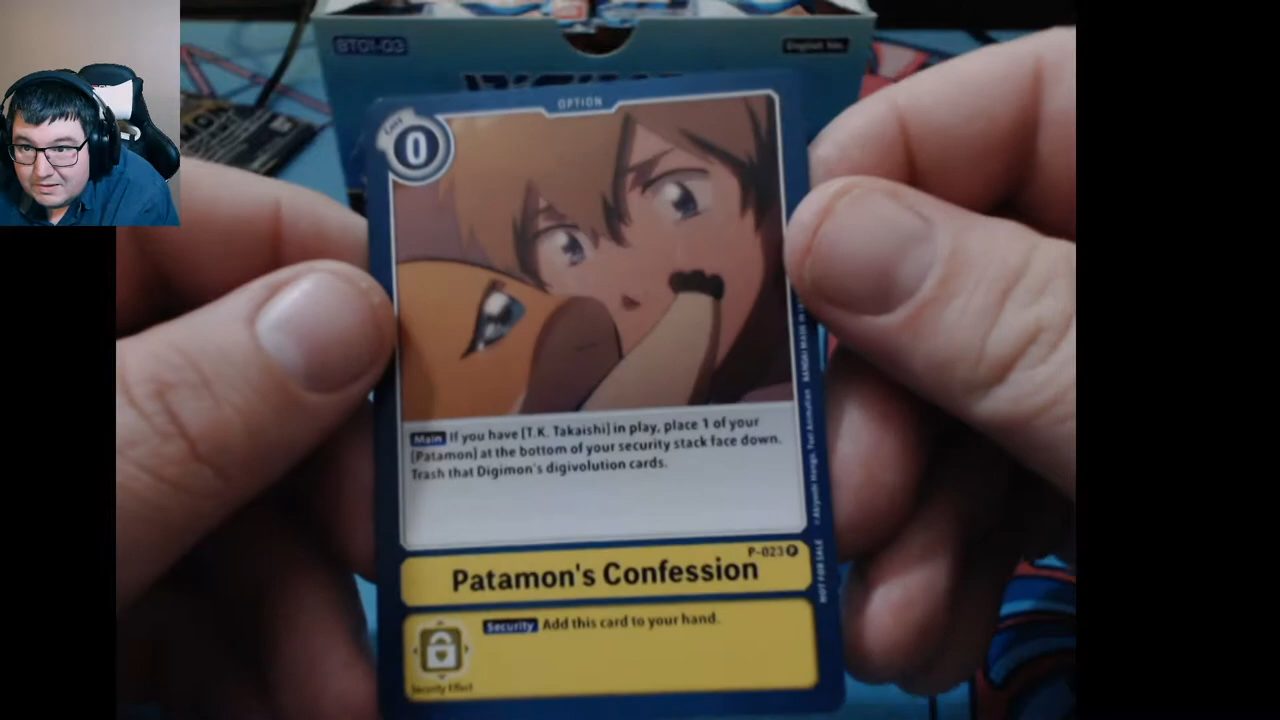 BT01-03
OPTION
Cost
0
Main If you have [T.K. Takaishi] in play, place 1 of your
[Patamon] at the bottom of your security stack face down.
Trash that Digimon's digivolution cards.
P-023 P
Patamon's Confession
Security Add this card to your hand.
Security Effect
NOT FOR SALE